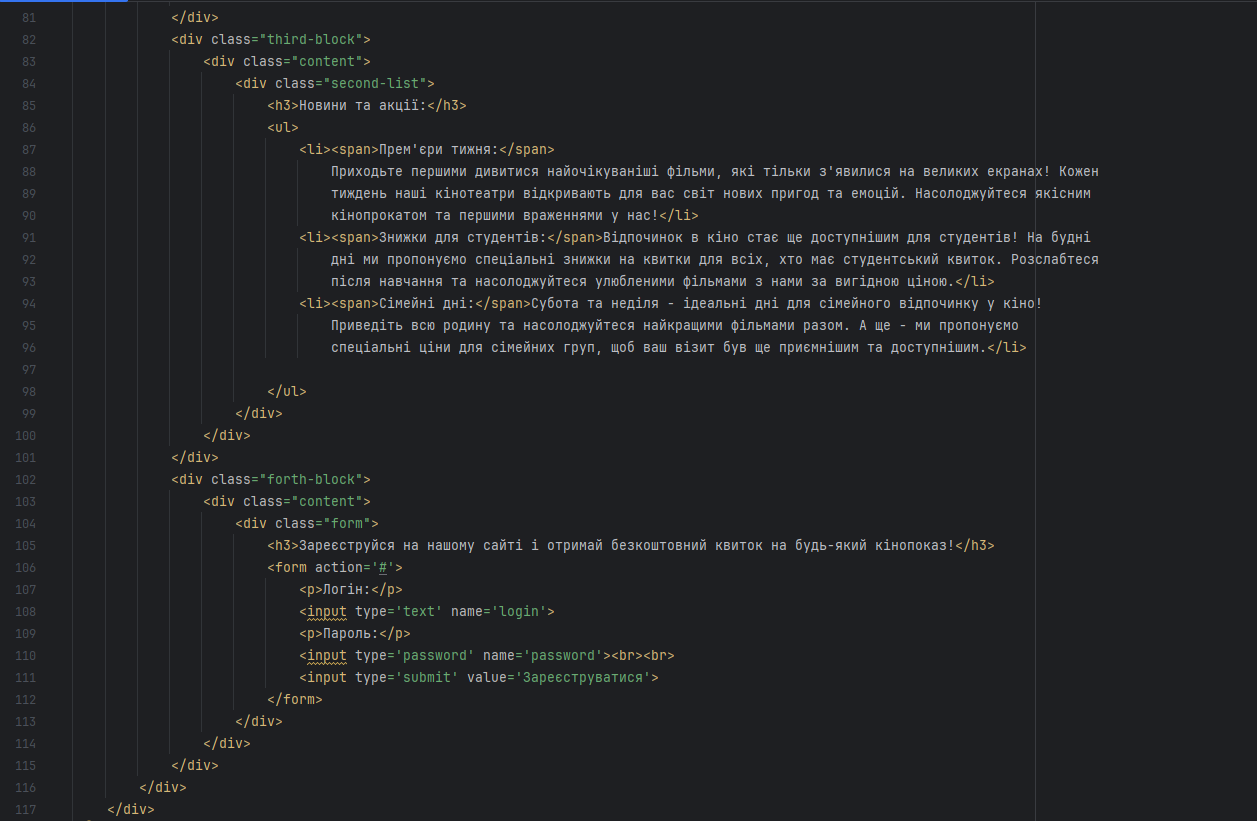 81 </div>
82 <div class="third-block">
83 <div class="content">
84 <div class="second-list">
85 <h3>Новини та акції:</h3>
86 <ul>
87 <li><span>Прем'єри тижня:</span>
88 Приходьте першими дивитися найочікуваніші фільми, які тільки з'явилися на великих екранах! Кожен
89 тиждень наші кінотеатри відкривають для вас світ нових пригод та емоцій. Насолоджуйтеся якісним
90 кінопрокатом та першими враженнями у нас!</li>
91 <li><span>Знижки для студентів:</span>Відпочинок в кіно стає ще доступнішим для студентів! На будні
92 дні ми пропонуємо спеціальні знижки на квитки для всіх, хто має студентський квиток. Розслабтеся
93 після навчання та насолоджуйтеся улюбленими фільмами з нами за вигідною ціною.</li>
94 <li><span>Сімейні дні:</span>Субота та неділя - ідеальні дні для сімейного відпочинку у кіно!
95 Приведіть всю родину та насолоджуйтеся найкращими фільмами разом. А ще - ми пропонуємо
96 спеціальні ціни для сімейних груп, щоб ваш візит був ще приємнішим та доступнішим.</li>
97
98 </ul>
99 </div>
100 </div>
101 </div>
102 <div class="forth-block">
103 <div class="content">
104 <div class="form">
105 <h3>Зареєструйся на нашому сайті і отримай безкоштовний квиток на будь-який кінопоказ!</h3>
106 <form action='#'>
107 <p>Логін:</p>
108 <input type='text' name='login'>
109 <p>Пароль:</p>
110 <input type='password' name='password'><br><br>
111 <input type='submit' value='Зареєструватися'>
112 </form>
113 </div>
114 </div>
115 </div>
116 </div>
117 </div>